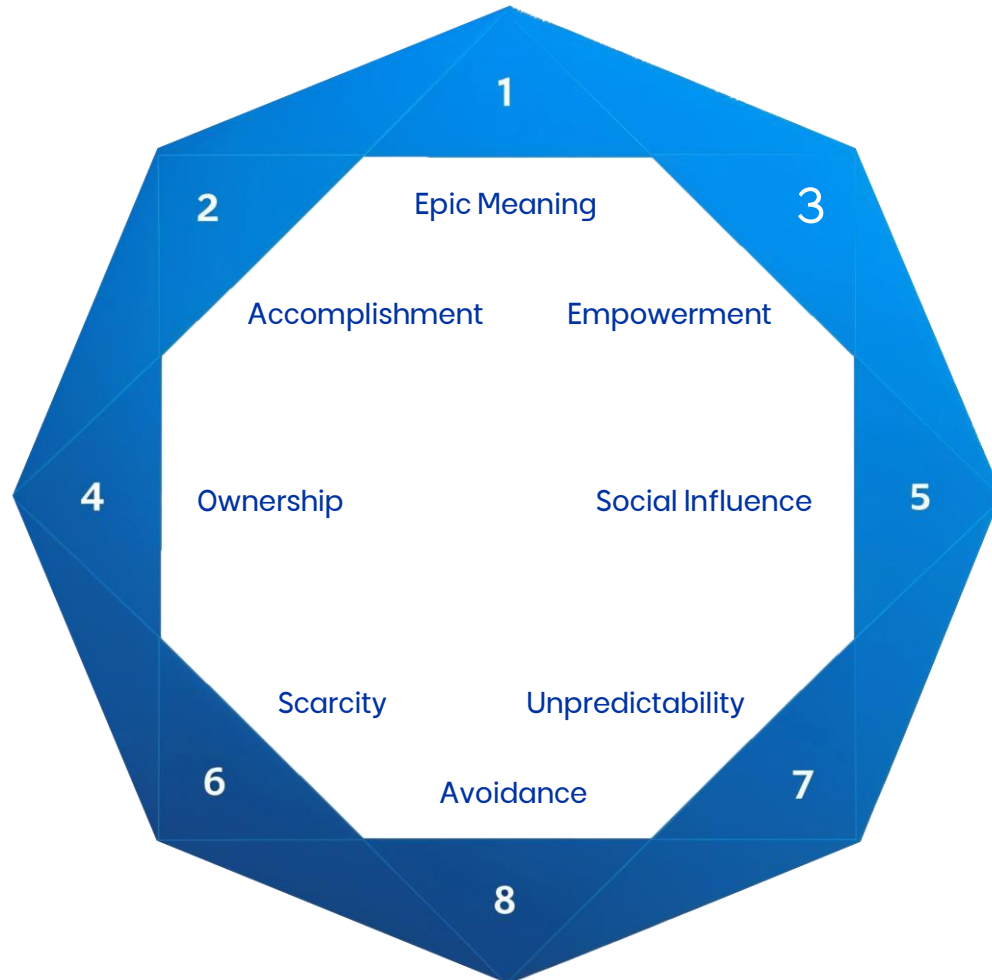 1
2
3
Epic Meaning
Accomplishment
Empowerment
4
Ownership
Social Influence
5
Scarcity
Unpredictability
6
7
Avoidance
8